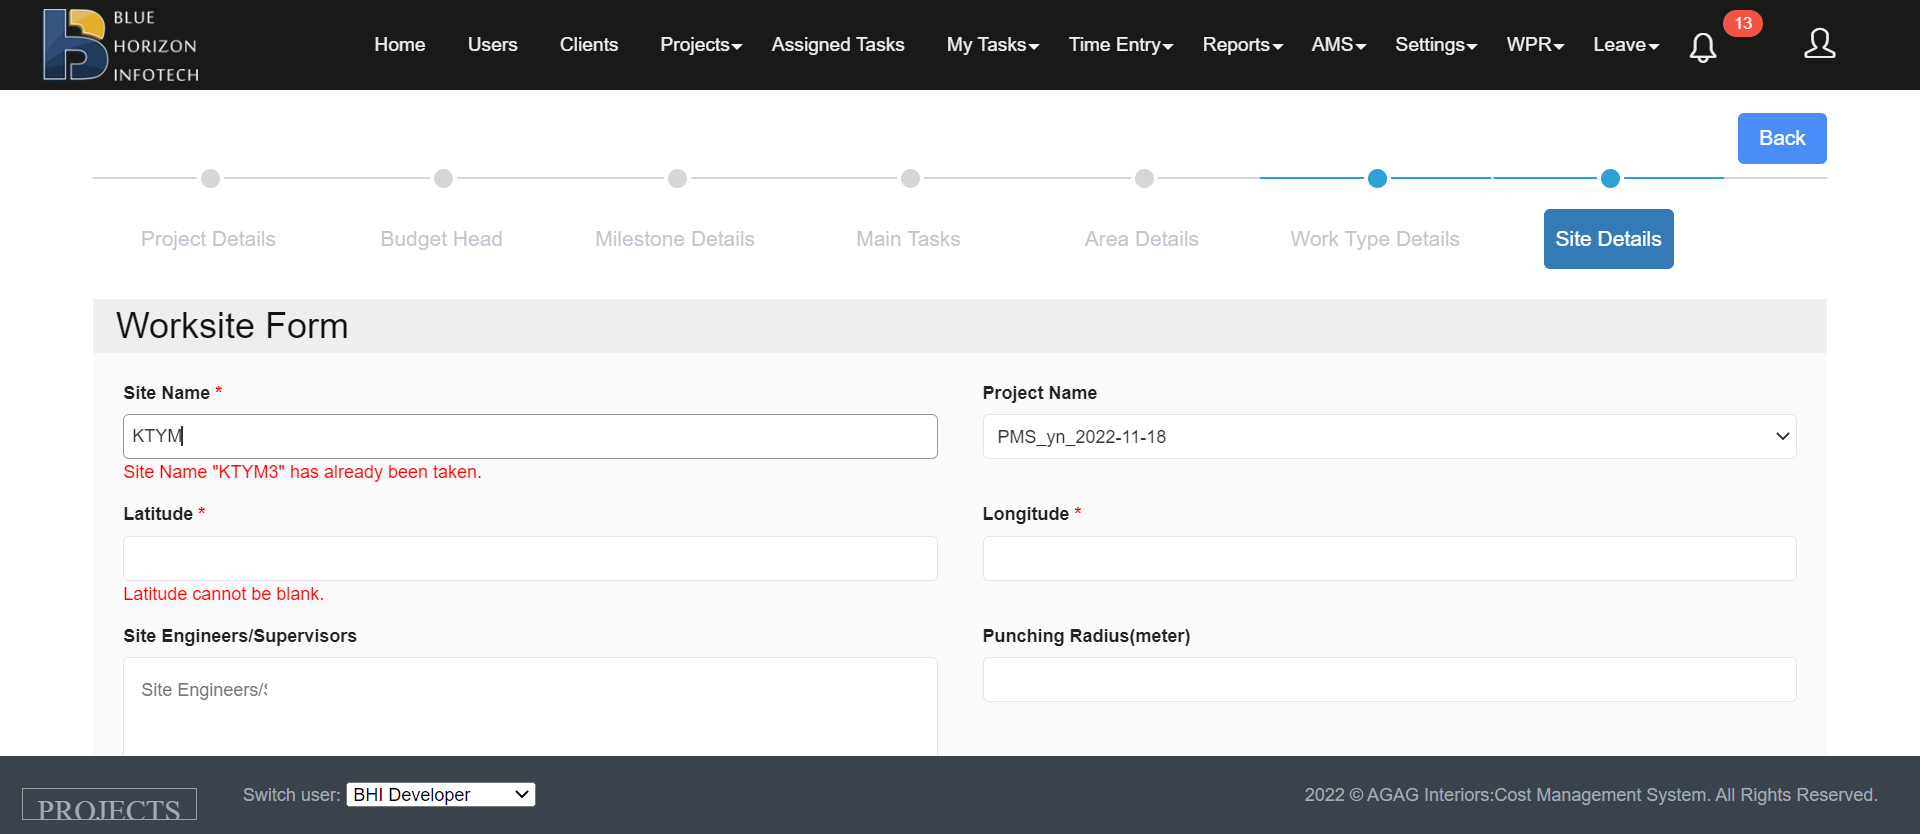 BLUE
HORIZON
INFOTECH
Home Users Clients Projects Assigned Tasks My Tasks Time Entry Reports AMS Settings WPR Leave 13
Back
Project Details Budget Head Milestone Details Main Tasks Area Details Work Type Details Site Details
Worksite Form
Site Name * Project Name
KTYM PMS_yn_2022-11-18
Site Name "KTYM3" has already been taken.
Latitude * Longitude *
Latitude cannot be blank.
Site Engineers/Supervisors Punching Radius(meter)
Site Engineers/S
PROJECTS Switch user: BHI Developer 2022 © AGAG Interiors:Cost Management System. All Rights Reserved.